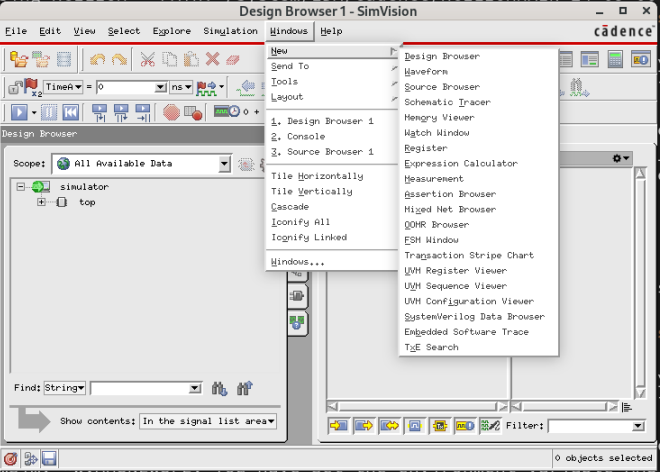 Design Browser 1 - SimVision
File Edit View Select Explore Simulation Windows Help
cādence
x2 TimeA = 0 ns
0 +
Design Browser
Scope: All Available Data
simulator
top
New
Send To
Tools
Layout
1. Design Browser 1
2. Console
3. Source Browser 1
Tile Horizontally
Tile Vertically
Cascade
Iconify All
Iconify Linked
Windows...
Design Browser
Waveform
Source Browser
Schematic Tracer
Memory Viewer
Watch Window
Register
Expression Calculator
Measurement
Assertion Browser
Mixed Net Browser
OOMR Browser
FSM Window
Transaction Stripe Chart
UVM Register Viewer
UVM Sequence Viewer
UVM Configuration Viewer
SystemVerilog Data Browser
Embedded Software Trace
TxE Search
Find: String
Show contents: In the signal list area
Filter:
0 objects selected